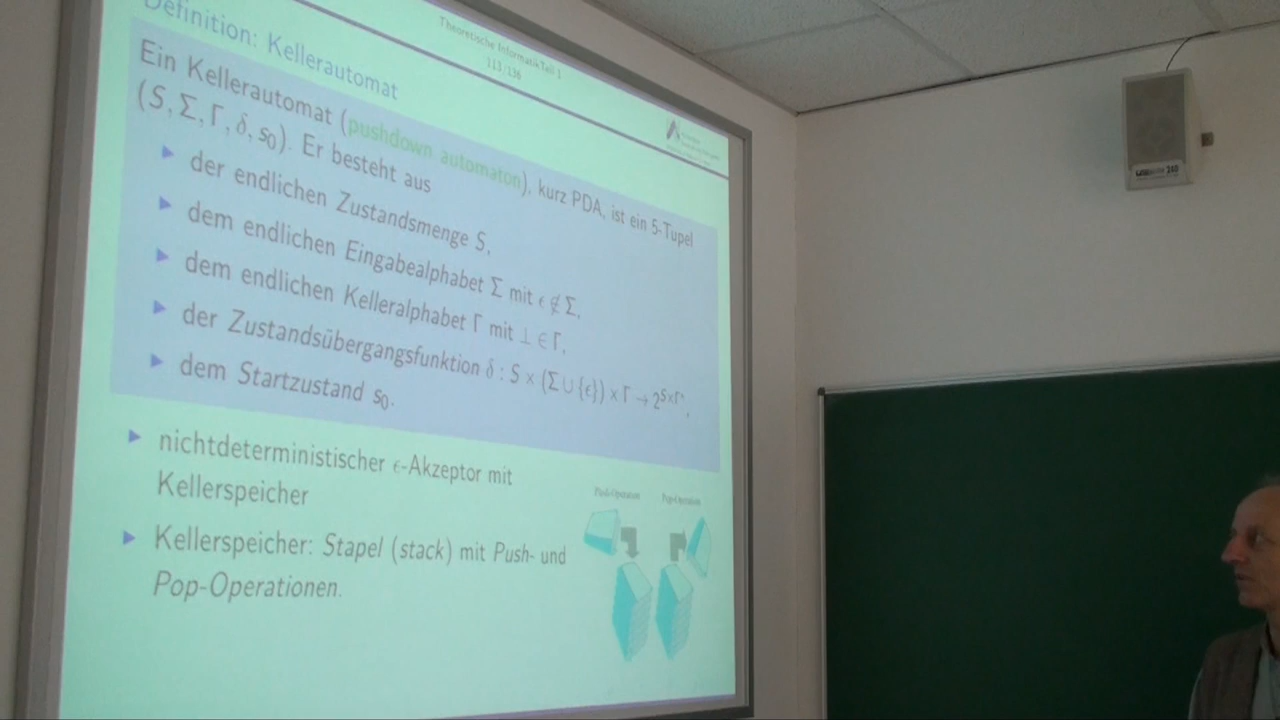 Theoretische Informatik Teil 1
113/136
Definition: Kellerautomat
Ein Kellerautomat (pushdown automaton), kurz PDA, ist ein 5-Tupel
(S, Σ, Γ, δ, s₀). Er besteht aus
▶ der endlichen Zustandsmenge S,
▶ dem endlichen Eingabealphabet Σ mit ϵ ∉ Σ,
▶ dem endlichen Kelleralphabet Γ mit ⊥ ∈ Γ,
▶ der Zustandsübergangsfunktion δ : S × (Σ ∪ {ϵ}) × Γ → 2^(S×Γ*),
▶ dem Startzustand s₀.
▶ nichtdeterministischer ϵ-Akzeptor mit
Kellerspeicher
▶ Kellerspeicher: Stapel (stack) mit Push- und
Pop-Operationen.
Push-Operation
Pop-Operation